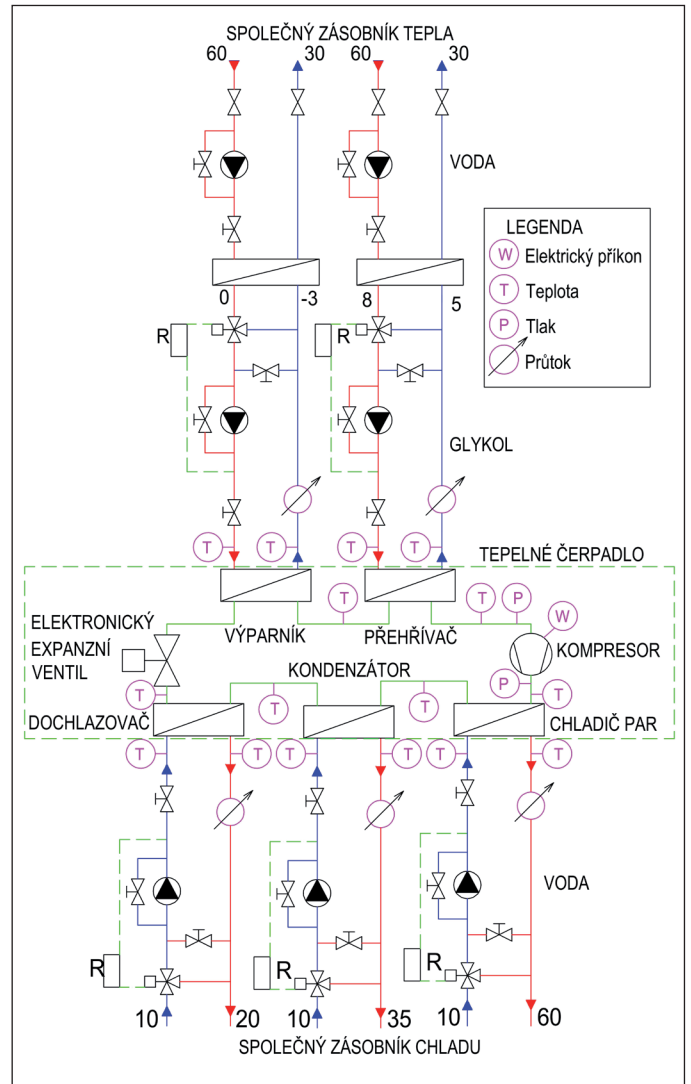 SPOLEČNÝ ZÁSOBNÍK TEPLA
60 30 60 30
VODA
LEGENDA
W Elektrický příkon
T Teplota
P Tlak
Průtok
0 -3 8 5
R R
GLYKOL
T T T T
TEPELNÉ ČERPADLO
ELEKTRONICKÝ
EXPANZNÍ
VENTIL
VÝPARNÍK
T
PŘEHŘÍVAČ
T P
W
KOMPRESOR
KONDENZÁTOR
P T
T T T
DOCHLAZOVAČ
CHLADIČ PAR
T T T T T T
VODA
R R R
10 20 10 35 10 60
SPOLEČNÝ ZÁSOBNÍK CHLADU